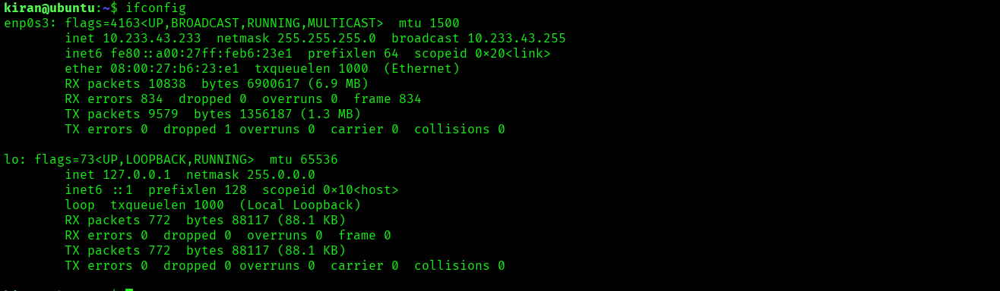 kiran@ubuntu:~$ ifconfig
enp0s3: flags=4163<UP,BROADCAST,RUNNING,MULTICAST>  mtu 1500
        inet 10.233.43.233  netmask 255.255.255.0  broadcast 10.233.43.255
        inet6 fe80::a00:27ff:feb6:23e1  prefixlen 64  scopeid 0x20<link>
        ether 08:00:27:b6:23:e1  txqueuelen 1000  (Ethernet)
        RX packets 10838  bytes 6900617 (6.9 MB)
        RX errors 834  dropped 0  overruns 0  frame 834
        TX packets 9579  bytes 1356187 (1.3 MB)
        TX errors 0  dropped 1 overruns 0  carrier 0  collisions 0

lo: flags=73<UP,LOOPBACK,RUNNING>  mtu 65536
        inet 127.0.0.1  netmask 255.0.0.0
        inet6 ::1  prefixlen 128  scopeid 0x10<host>
        loop  txqueuelen 1000  (Local Loopback)
        RX packets 772  bytes 88117 (88.1 KB)
        RX errors 0  dropped 0  overruns 0  frame 0
        TX packets 772  bytes 88117 (88.1 KB)
        TX errors 0  dropped 0 overruns 0  carrier 0  collisions 0